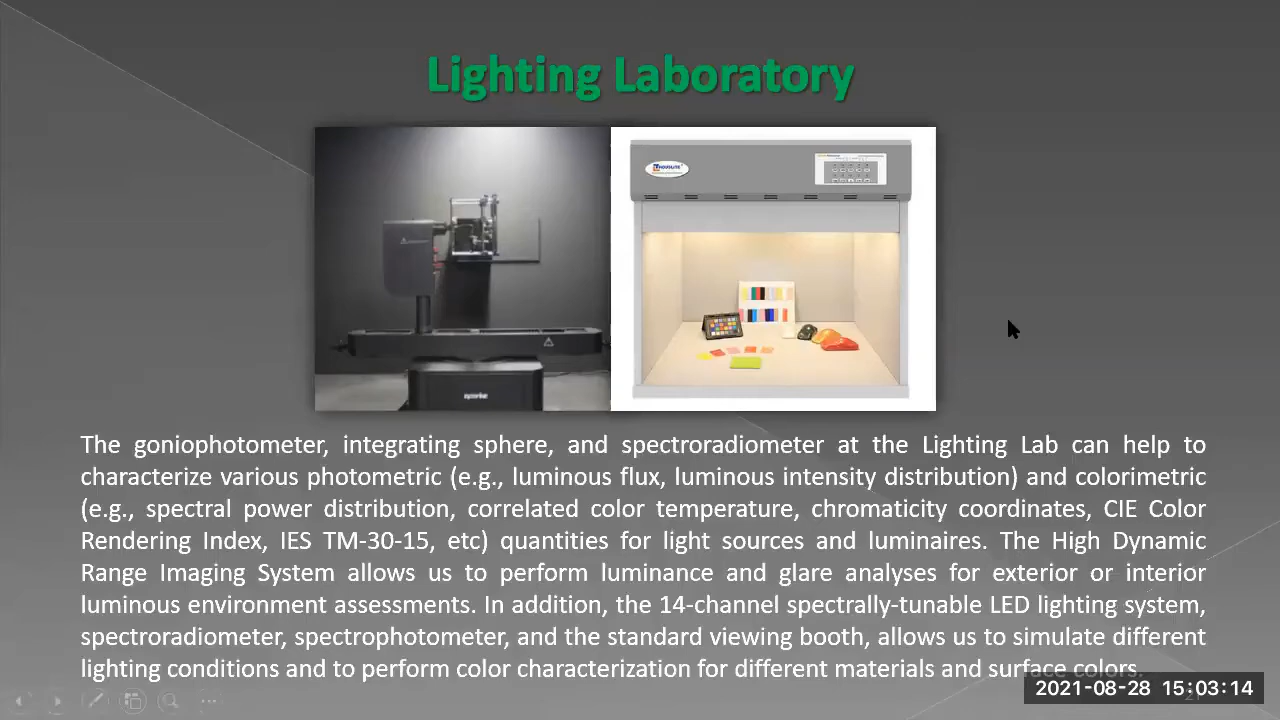 Lighting Laboratory
The goniophotometer, integrating sphere, and spectroradiometer at the Lighting Lab can help to
characterize various photometric (e.g., luminous flux, luminous intensity distribution) and colorimetric
(e.g., spectral power distribution, correlated color temperature, chromaticity coordinates, CIE Color
Rendering Index, IES TM-30-15, etc) quantities for light sources and luminaires. The High Dynamic
Range Imaging System allows us to perform luminance and glare analyses for exterior or interior
luminous environment assessments. In addition, the 14-channel spectrally-tunable LED lighting system,
spectroradiometer, spectrophotometer, and the standard viewing booth, allows us to simulate different
lighting conditions and to perform color characterization for different materials and surface colors.
2021-08-28 15:03:14